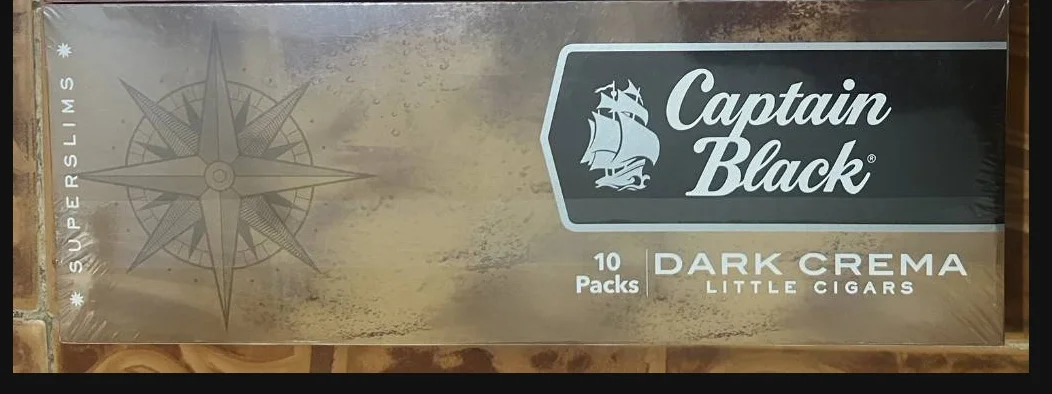 SUPERSLIMS
Captain
Black®
10
Packs
DARK CREMA
LITTLE CIGARS